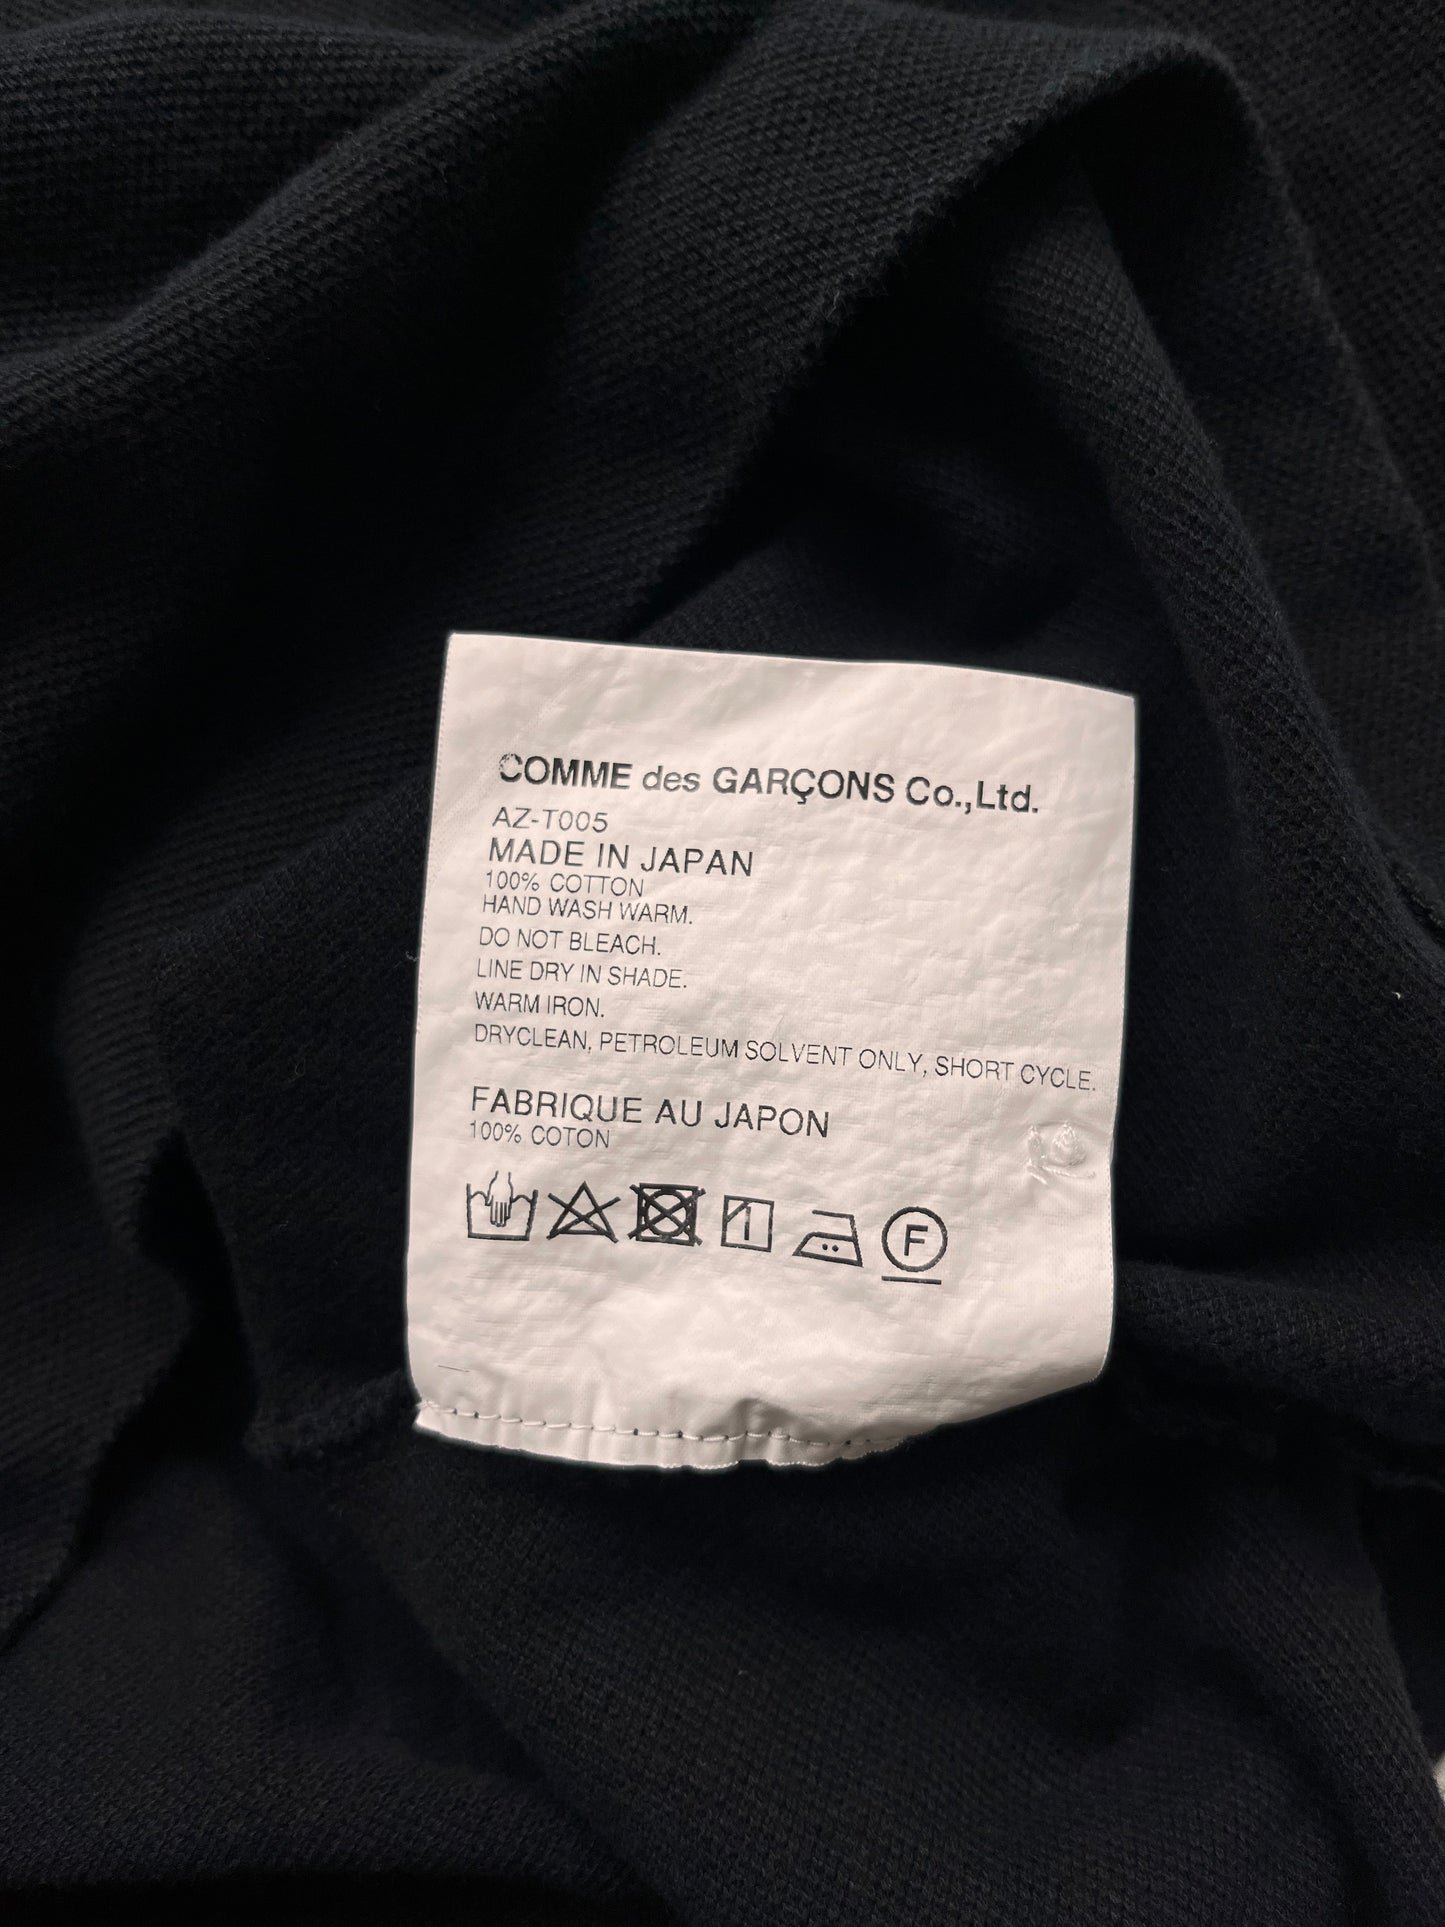 COMME des GARÇONS Co.,Ltd.
AZ-T005
MADE IN JAPAN
100% COTTON
HAND WASH WARM.
DO NOT BLEACH.
LINE DRY IN SHADE.
WARM IRON.
DRYCLEAN, PETROLEUM SOLVENT ONLY, SHORT CYCLE.
FABRIQUE AU JAPON
100% COTON
1 F